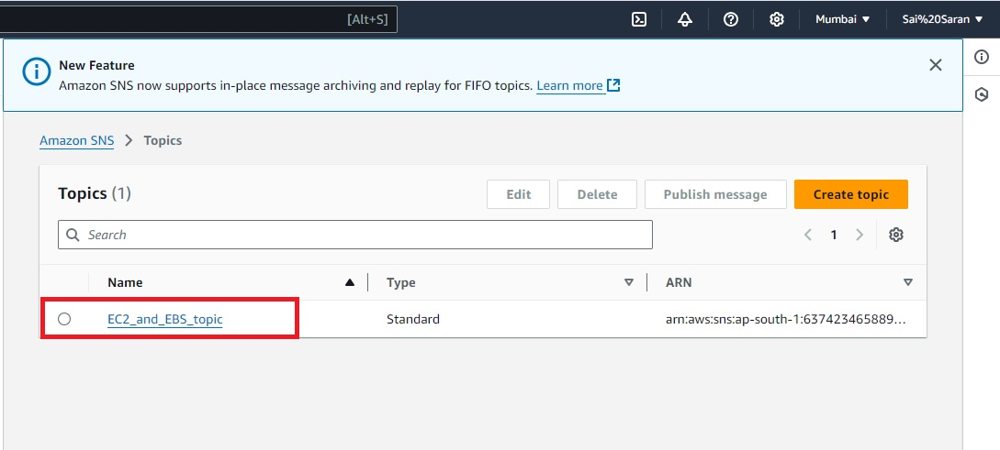 [Alt+S] Mumbai Sai%20Saran
New Feature
Amazon SNS now supports in-place message archiving and replay for FIFO topics. Learn more
Amazon SNS > Topics
Topics (1) Edit Delete Publish message Create topic
Search 1
Name Type ARN
EC2_and_EBS_topic Standard arn:aws:sns:ap-south-1:637423465889...